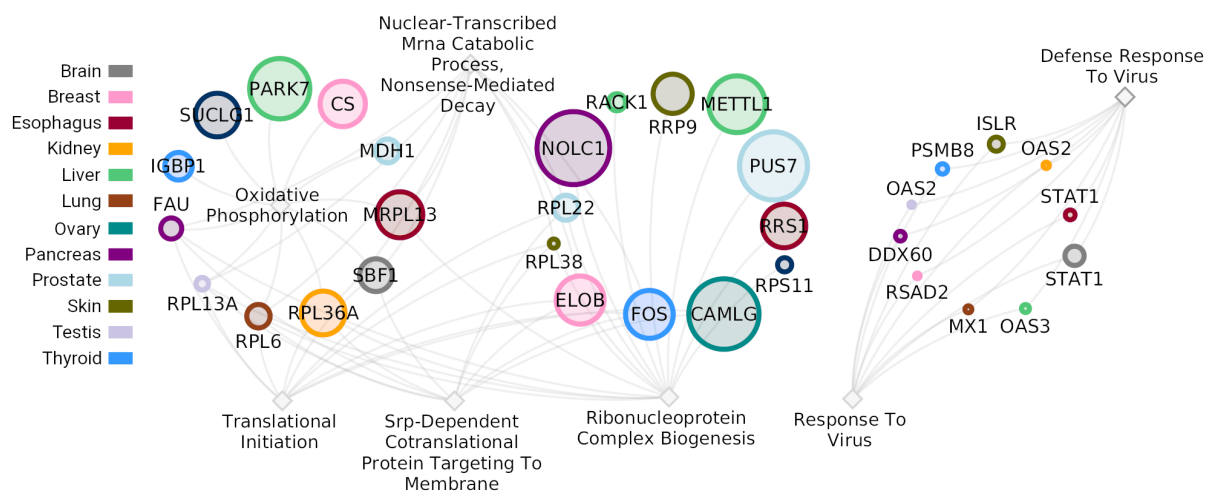 Brain
Breast
Esophagus
Kidney
Liver
Lung
Ovary
Pancreas
Prostate
Skin
Testis
Thyroid
Nuclear-Transcribed
Mrna Catabolic
Process,
Nonsense-Mediated
Decay
PARK7
CS
SUCLG1
MDH1
IGBP1
FAU
Oxidative
Phosphorylation
MRPL13
SBF1
RPL13A
RPL6
RPL36A
RACK1
RRP9
METTL1
NOLC1
PUS7
RPL22
RRS1
RPL38
RPS11
ELOB
FOS
CAMLG
Translational
Initiation
Srp-Dependent
Cotranslational
Protein Targeting To
Membrane
Ribonucleoprotein
Complex Biogenesis
Defense Response
To Virus
ISLR
PSMB8
OAS2
OAS2
STAT1
DDX60
RSAD2
STAT1
MX1
OAS3
Response To
Virus